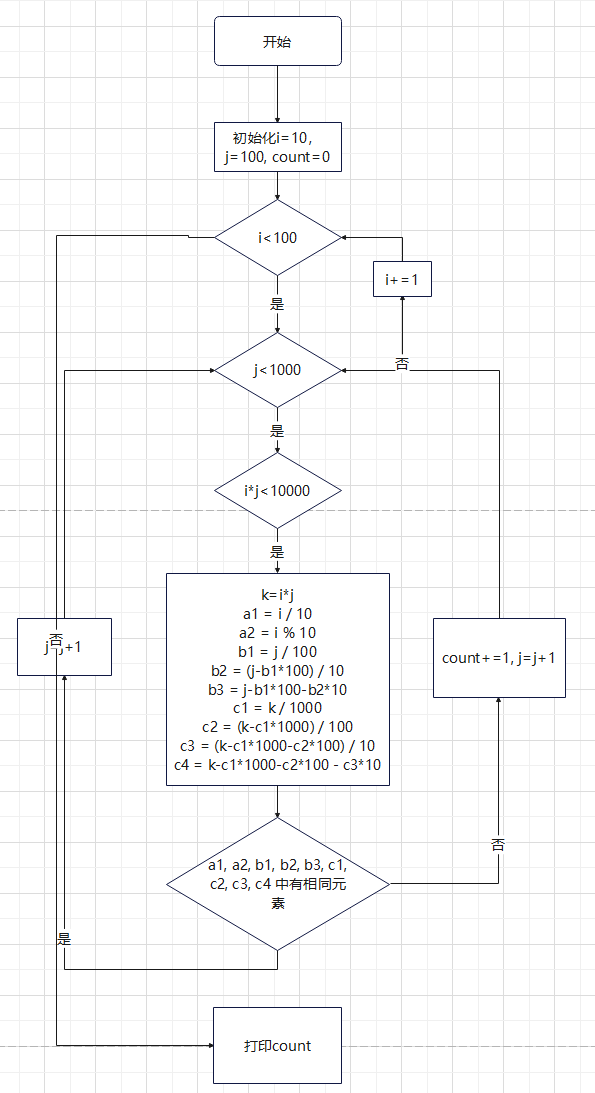 开始
初始化i=10,
j=100, count=0
i<100
i+=1
是
否
j<1000
是
i*j<10000
是
k=i*j
a1 = i / 10
a2 = i % 10
b1 = j / 100
b2 = (j-b1*100) / 10
b3 = j-b1*100-b2*10
c1 = k / 1000
c2 = (k-c1*1000) / 100
c3 = (k-c1*1000-c2*100) / 10
c4 = k-c1*1000-c2*100 - c3*10
否
+1
count+=1, j=j+1
否
a1, a2, b1, b2, b3, c1,
c2, c3, c4 中有相同元
素
是
打印count